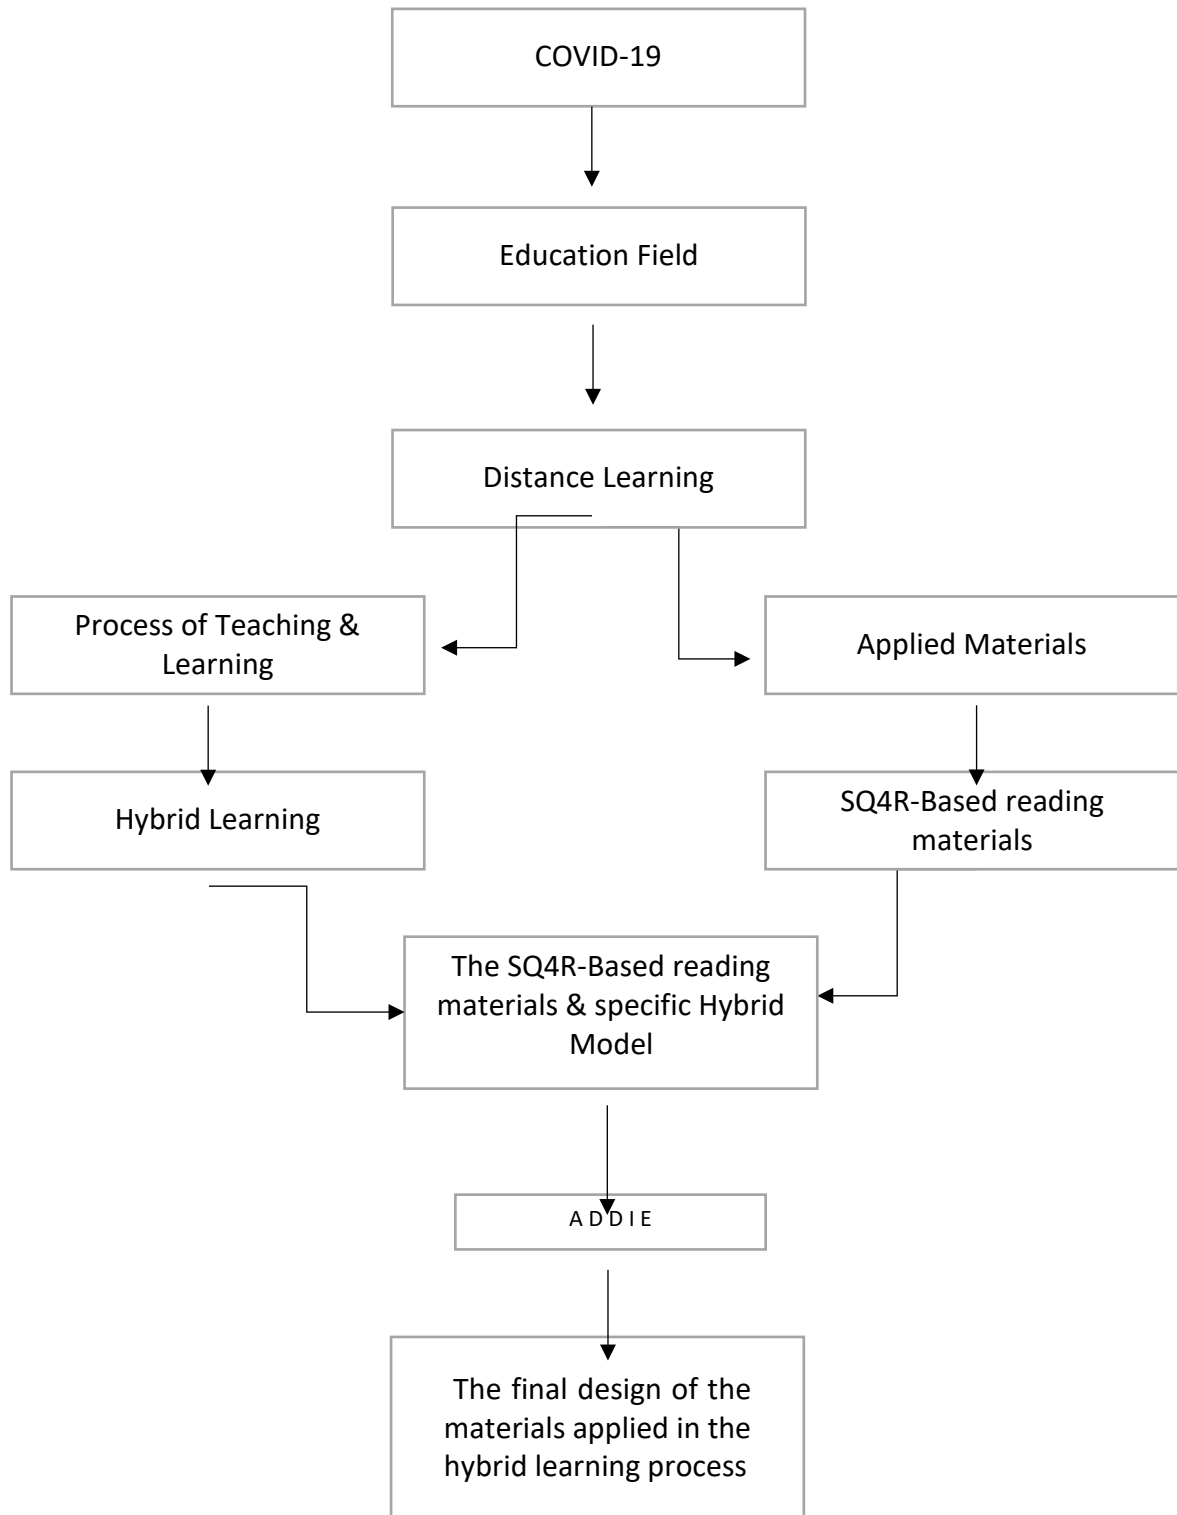 COVID-19
Education Field
Distance Learning
Process of Teaching &
Learning
Applied Materials
Hybrid Learning
SQ4R-Based reading
materials
The SQ4R-Based reading
materials & specific Hybrid
Model
A D D I E
The final design of the
materials applied in the
hybrid learning process